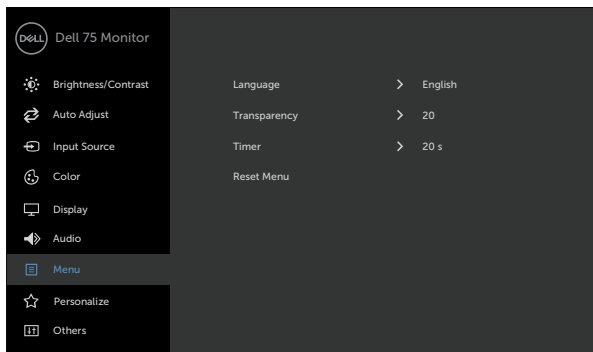 DELL Dell 75 Monitor
Brightness/Contrast
Auto Adjust
Input Source
Color
Display
Audio
Menu
Personalize
Others
Language English
Transparency 20
Timer 20 s
Reset Menu